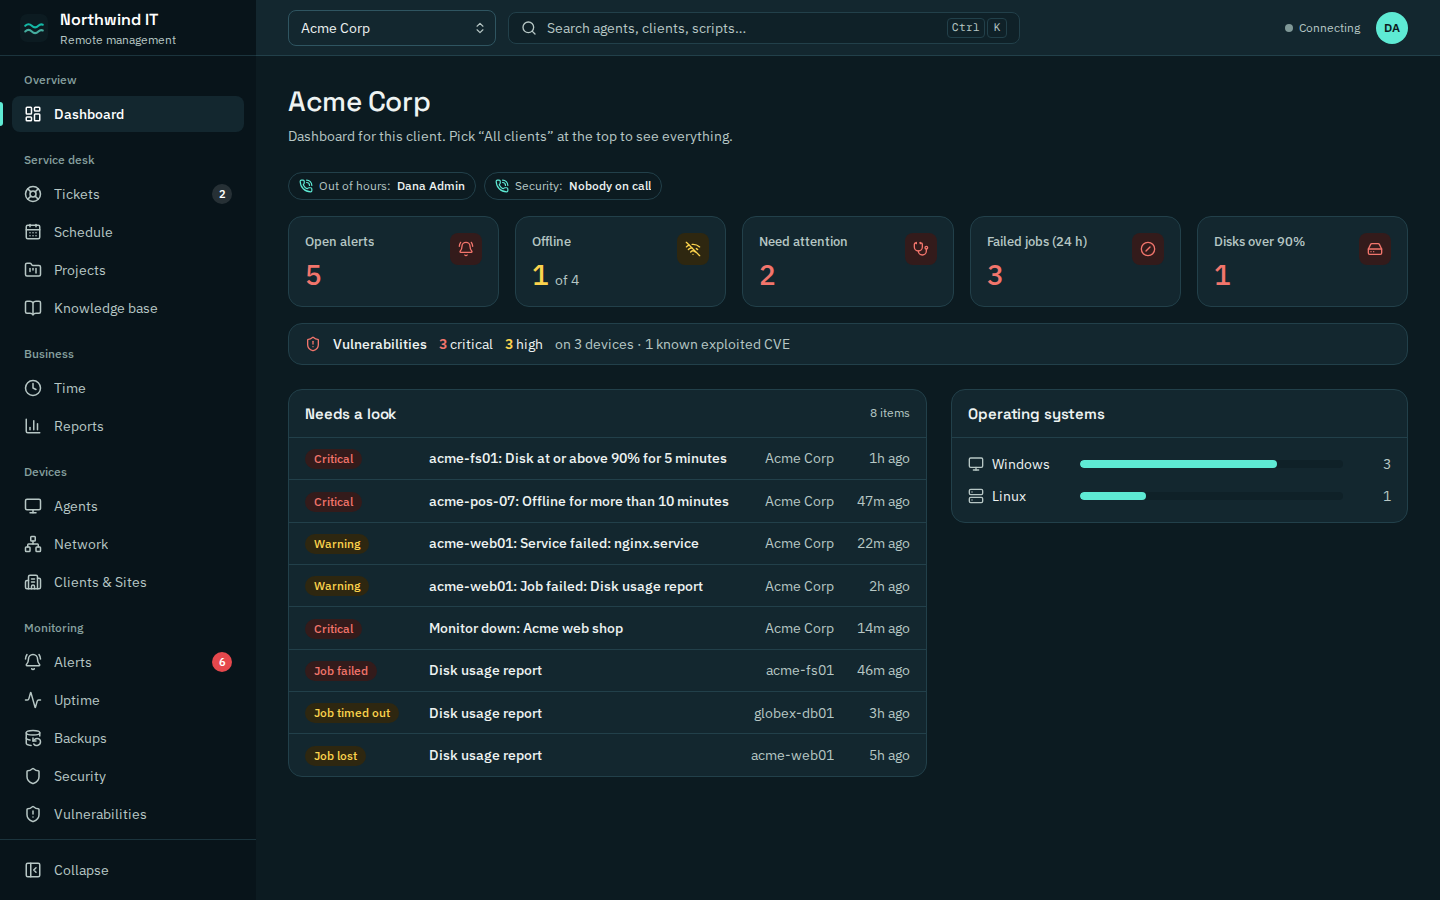 Northwind IT
Remote management
Overview
Dashboard
Service desk
Tickets 2
Schedule
Projects
Knowledge base
Business
Time
Reports
Devices
Agents
Network
Clients & Sites
Monitoring
Alerts 6
Uptime
Backups
Security
Vulnerabilities
Collapse
Acme Corp
Search agents, clients, scripts...
Ctrl K
Connecting
DA
Acme Corp
Dashboard for this client. Pick “All clients” at the top to see everything.
Out of hours: Dana Admin
Security: Nobody on call
Open alerts
5
Offline
1 of 4
Need attention
2
Failed jobs (24 h)
3
Disks over 90%
1
Vulnerabilities 3 critical 3 high on 3 devices · 1 known exploited CVE
Needs a look 8 items
Critical acme-fs01: Disk at or above 90% for 5 minutes Acme Corp 1h ago
Critical acme-pos-07: Offline for more than 10 minutes Acme Corp 47m ago
Warning acme-web01: Service failed: nginx.service Acme Corp 22m ago
Warning acme-web01: Job failed: Disk usage report Acme Corp 2h ago
Critical Monitor down: Acme web shop Acme Corp 14m ago
Job failed Disk usage report acme-fs01 46m ago
Job timed out Disk usage report globex-db01 3h ago
Job lost Disk usage report acme-web01 5h ago
Operating systems
Windows 3
Linux 1